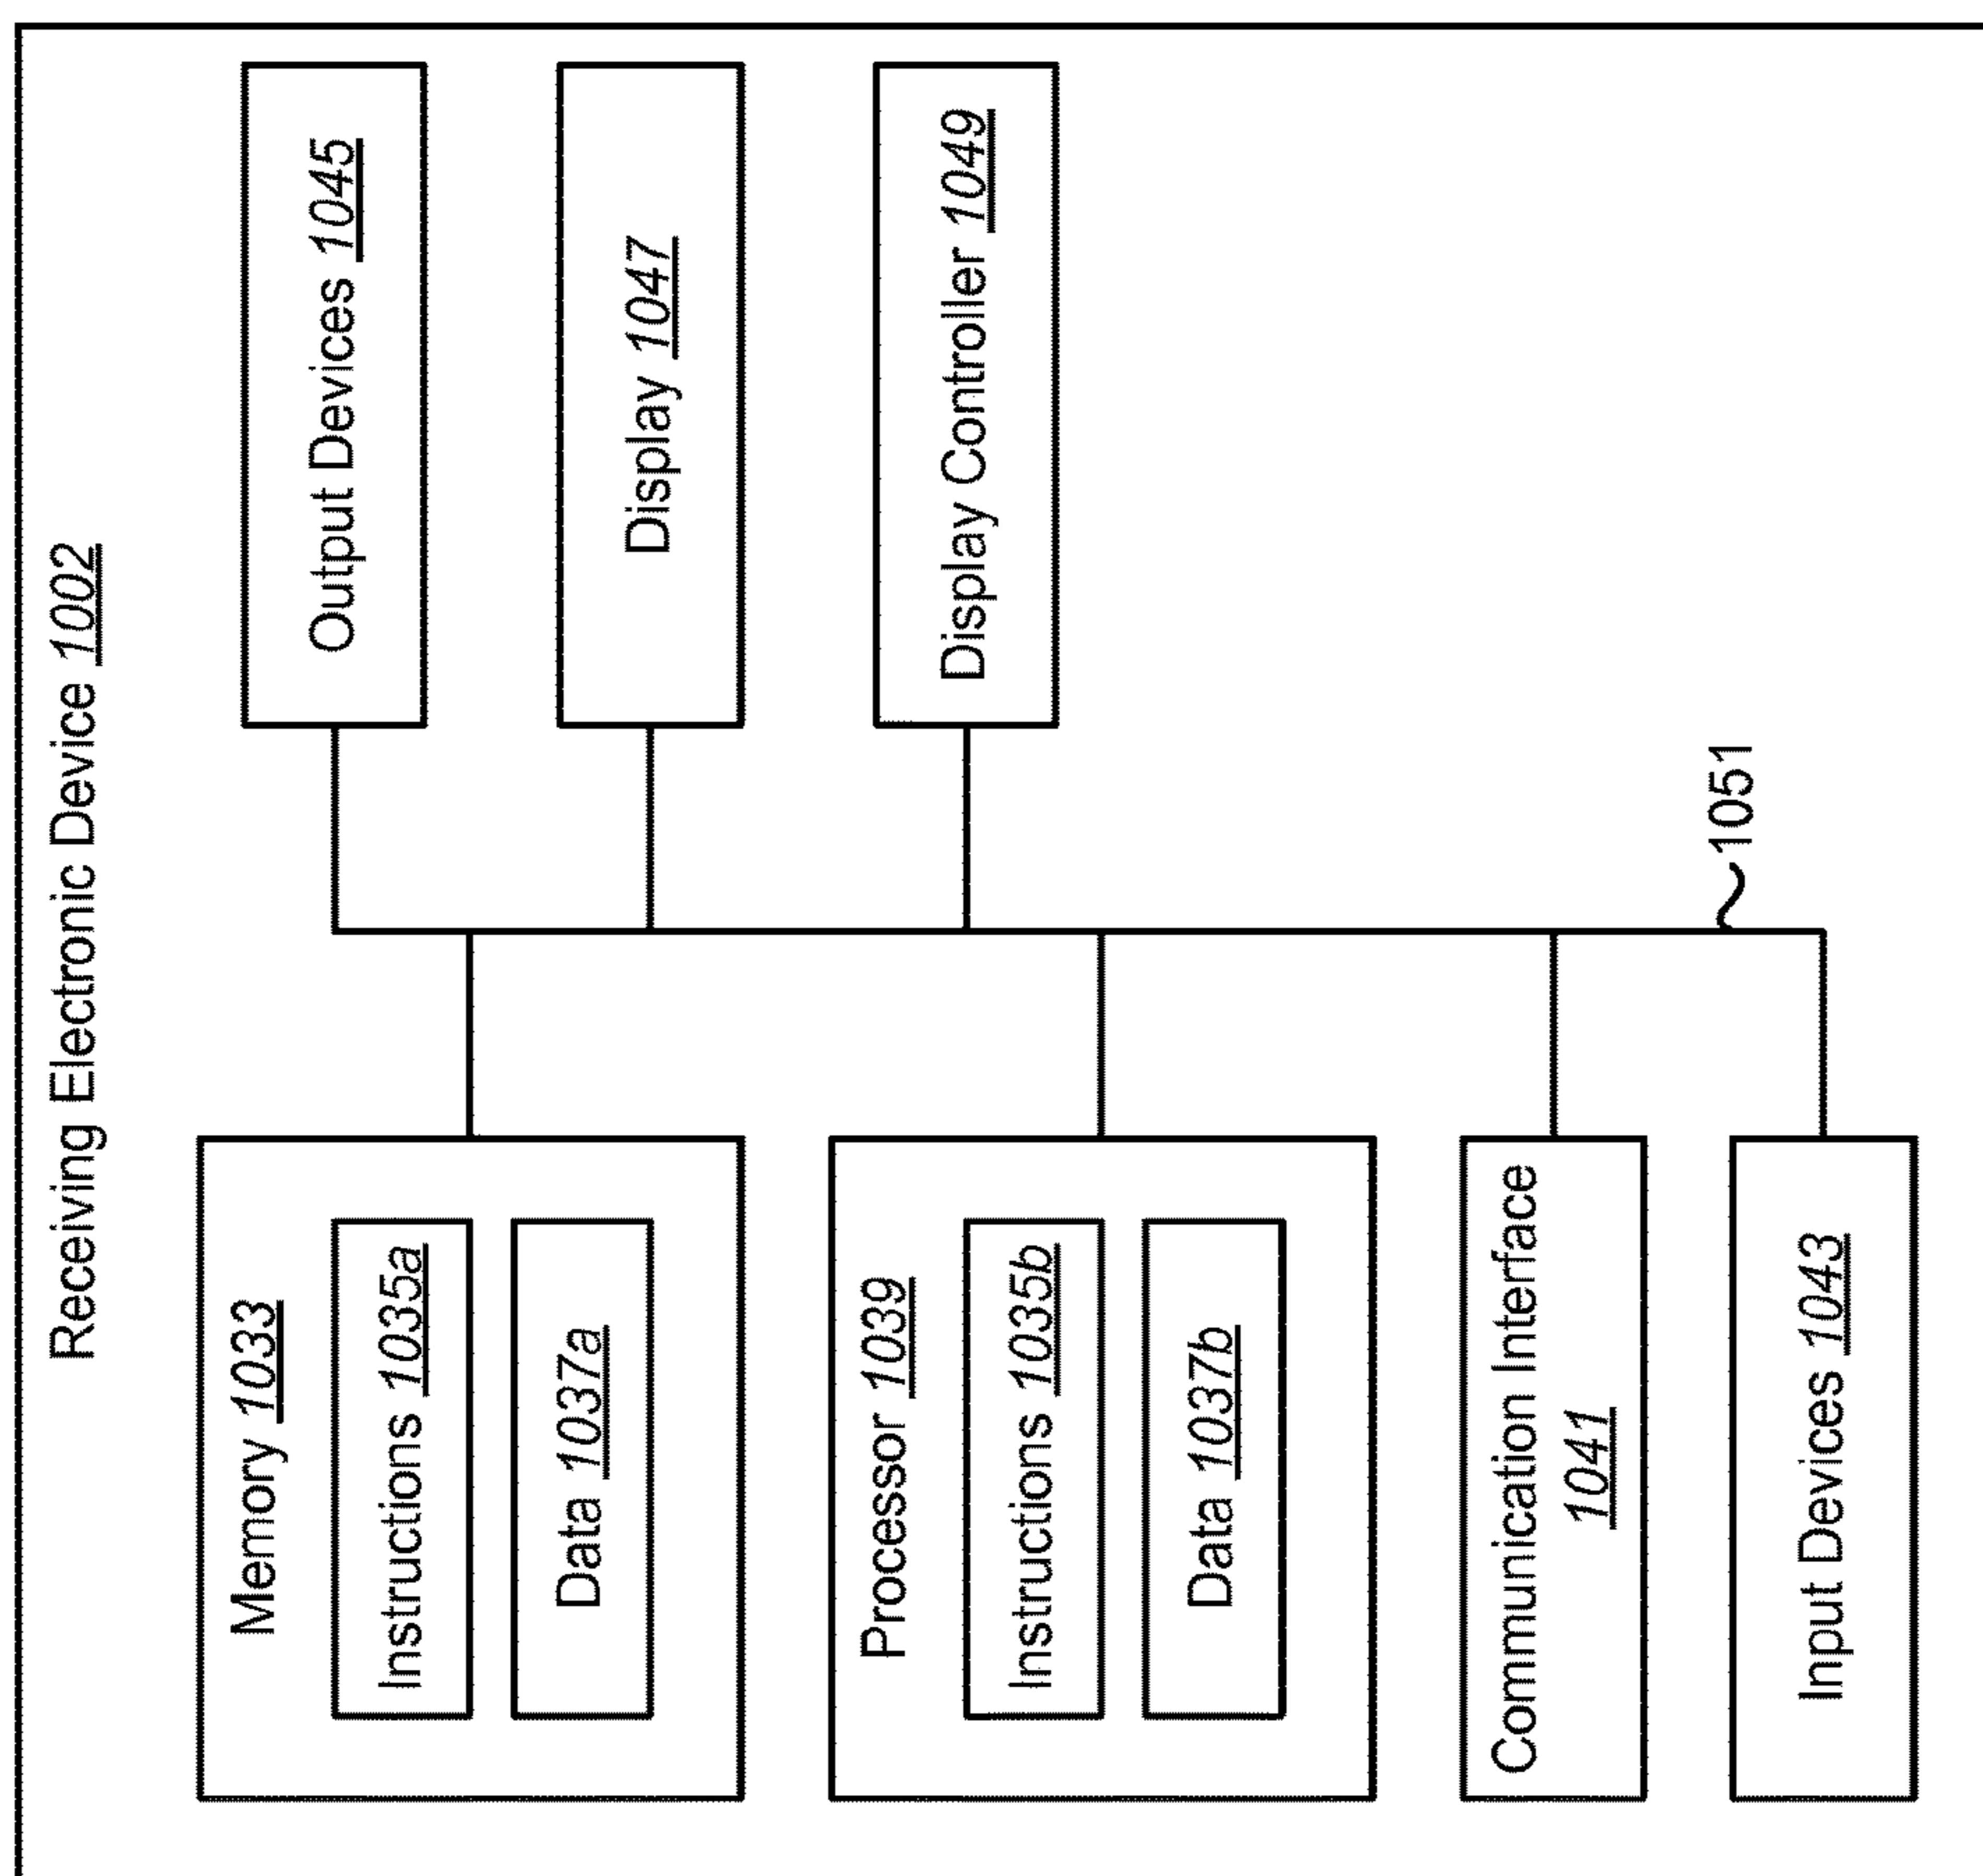 Receiving Electronic Device 1002
Memory 1033
Instructions 1035a
Data 1037a
Processor 1039
Instructions 1035b
Data 1037b
Communication Interface
1041
Input Devices 1043
Output Devices 1045
Display 1047
Display Controller 1049
1051